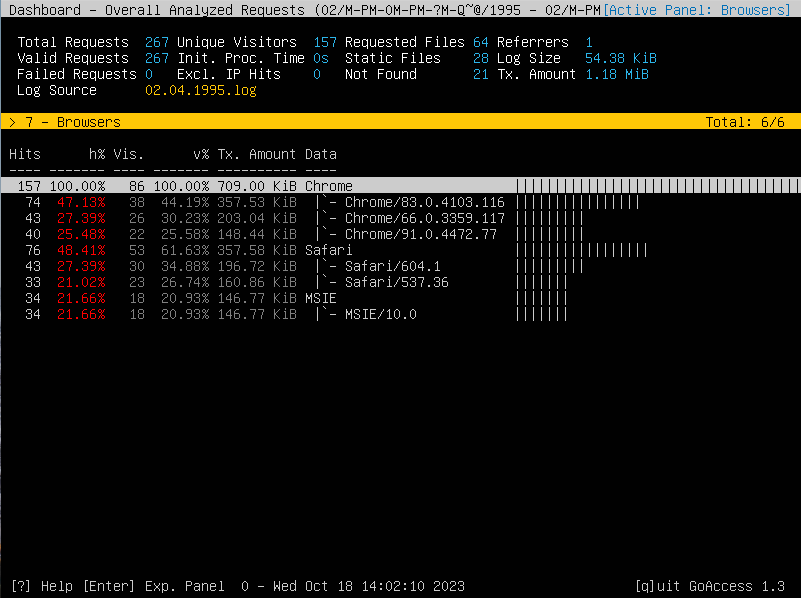 Dashboard - Overall Analyzed Requests (02/M-PM-0M-PM-?M-Q~@/1995 - 02/M-PM[Active Panel: Browsers]
Total Requests 267 Unique Visitors 157 Requested Files 64 Referrers 1
Valid Requests 267 Init. Proc. Time 0s Static Files 28 Log Size 54.38 KiB
Failed Requests 0 Excl. IP Hits 0 Not Found 21 Tx. Amount 1.18 MiB
Log Source 02.04.1995.log
> 7 - Browsers Total: 6/6
Hits h% Vis. v% Tx. Amount Data
---- ------- ---- ------- ---------- ----
157 100.00% 86 100.00% 709.00 KiB Chrome ||||||||||||||||||||||||||||||||||||
74 47.13% 38 44.19% 357.53 KiB |`- Chrome/83.0.4103.116 ||||||||||||||||
43 27.39% 26 30.23% 203.04 KiB |`- Chrome/66.0.3359.117 |||||||||
40 25.48% 22 25.58% 148.44 KiB |`- Chrome/91.0.4472.77 |||||||||
76 48.41% 53 61.63% 357.58 KiB Safari |||||||||||||||||
43 27.39% 30 34.88% 196.72 KiB |`- Safari/604.1 |||||||||
33 21.02% 23 26.74% 160.86 KiB |`- Safari/537.36 |||||||
34 21.66% 18 20.93% 146.77 KiB MSIE |||||||
34 21.66% 18 20.93% 146.77 KiB |`- MSIE/10.0 |||||||
[?] Help [Enter] Exp. Panel 0 - Wed Oct 18 14:02:10 2023 [q]uit GoAccess 1.3